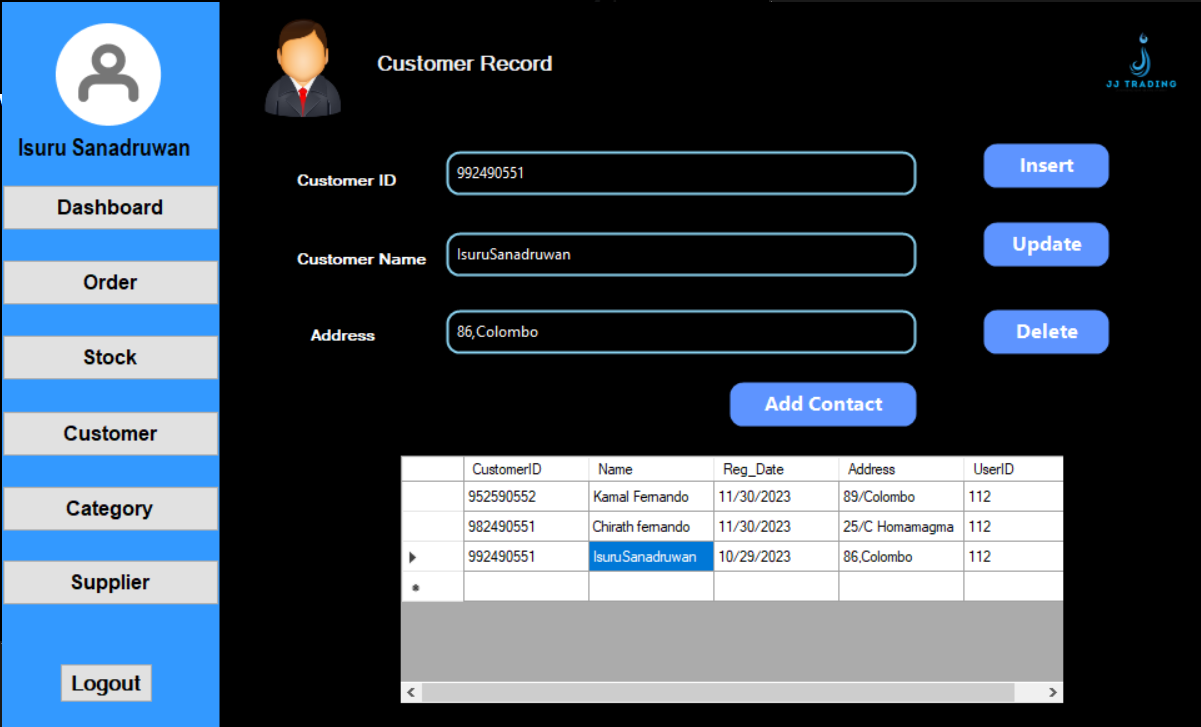 Isuru Sanadruwan
Dashboard
Order
Stock
Customer
Category
Supplier
Logout
Customer Record
JJ TRADING
Customer ID 992490551 Insert
Customer Name IsuruSanadruwan Update
Address 86,Colombo Delete
Add Contact
CustomerID Name Reg_Date Address UserID
952590552 Kamal Fernando 11/30/2023 89/Colombo 112
982490551 Chirath fernando 11/30/2023 25/C Homamagma 112
992490551 IsuruSanadruwan 10/29/2023 86,Colombo 112